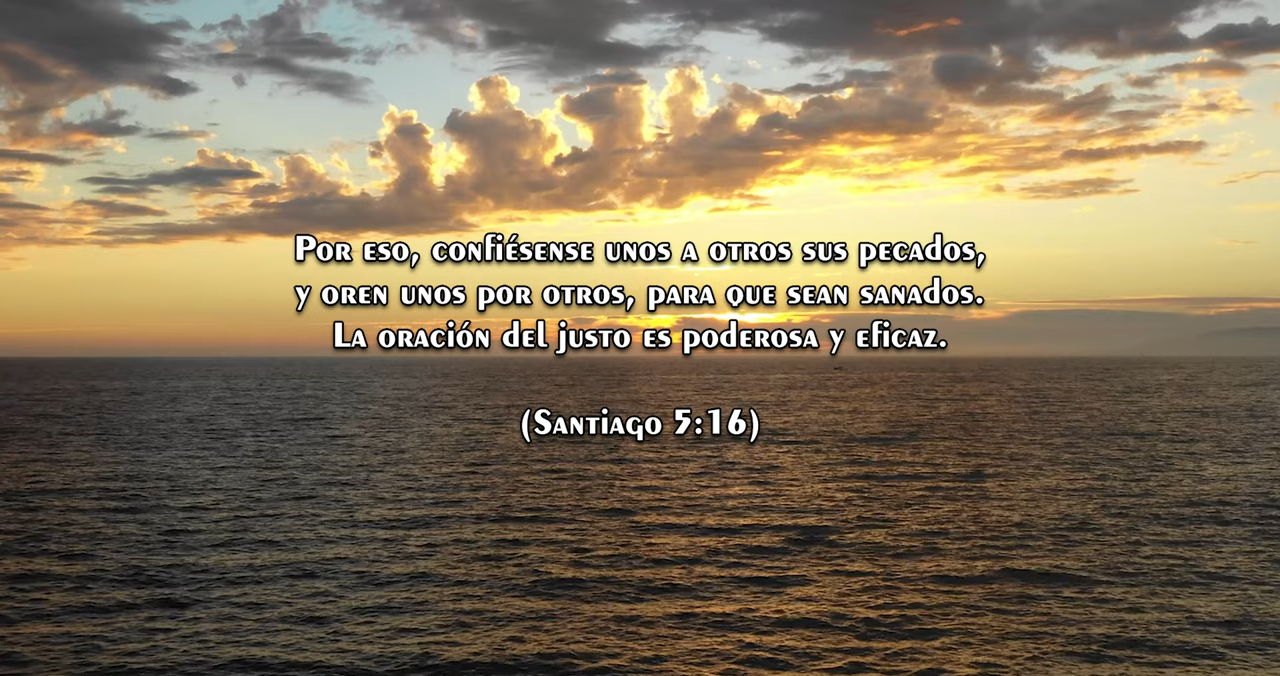 Por eso, confiésense unos a otros sus pecados,
y oren unos por otros, para que sean sanados.
La oración del justo es poderosa y eficaz.
(Santiago 5:16)